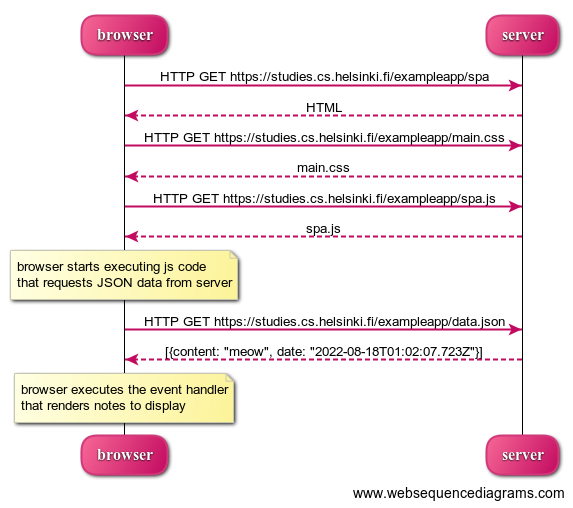 browser
server
HTTP GET https://studies.cs.helsinki.fi/exampleapp/spa
HTML
HTTP GET https://studies.cs.helsinki.fi/exampleapp/main.css
main.css
HTTP GET https://studies.cs.helsinki.fi/exampleapp/spa.js
spa.js
browser starts executing js code
that requests JSON data from server
HTTP GET https://studies.cs.helsinki.fi/exampleapp/data.json
[{content: "meow", date: "2022-08-18T01:02:07.723Z"}]
browser executes the event handler
that renders notes to display
browser
server
www.websequencediagrams.com